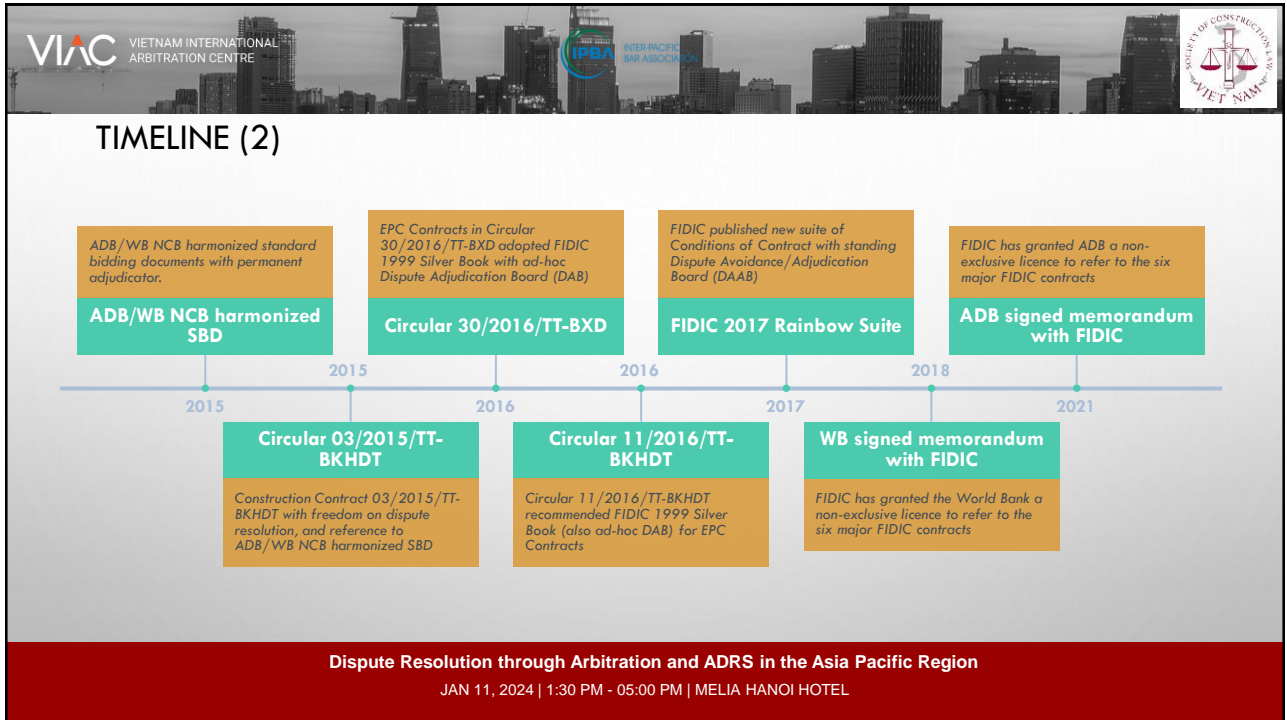 VIAC VIETNAM INTERNATIONAL
ARBITRATION CENTRE
IPBA INTER-PACIFIC
BAR ASSOCIATION
SOCIETY OF CONSTRUCTION LAW
VIET NAM
TIMELINE (2)
ADB/WB NCB harmonized standard
bidding documents with permanent
adjudicator.
ADB/WB NCB harmonized
SBD
2015
Circular 03/2015/TT-
BKHDT
Construction Contract 03/2015/TT-
BKHDT with freedom on dispute
resolution, and reference to
ADB/WB NCB harmonized SBD
2015
EPC Contracts in Circular
30/2016/TT-BXD adopted FIDIC
1999 Silver Book with ad-hoc
Dispute Adjudication Board (DAB)
Circular 30/2016/TT-BXD
2016
Circular 11/2016/TT-
BKHDT
Circular 11/2016/TT-BKHDT
recommended FIDIC 1999 Silver
Book (also ad-hoc DAB) for EPC
Contracts
2016
FIDIC published new suite of
Conditions of Contract with standing
Dispute Avoidance/Adjudication
Board (DAAB)
FIDIC 2017 Rainbow Suite
2017
WB signed memorandum
with FIDIC
FIDIC has granted the World Bank a
non-exclusive licence to refer to the
six major FIDIC contracts
2018
FIDIC has granted ADB a non-
exclusive licence to refer to the six
major FIDIC contracts
ADB signed memorandum
with FIDIC
2021
Dispute Resolution through Arbitration and ADRS in the Asia Pacific Region
JAN 11, 2024 | 1:30 PM - 05:00 PM | MELIA HANOI HOTEL